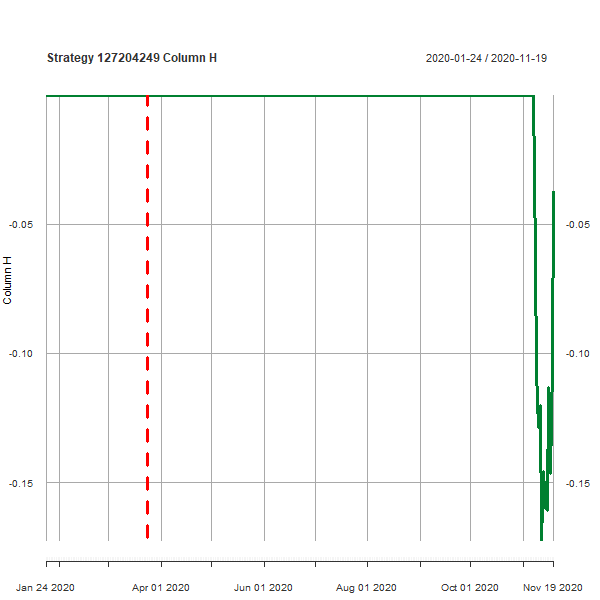 Strategy 127204249 Column H 2020-01-24 / 2020-11-19
-0.05 -0.05
Column H
-0.10 -0.10
-0.15 -0.15
Jan 24 2020 Apr 01 2020 Jun 01 2020 Aug 01 2020 Oct 01 2020 Nov 19 2020